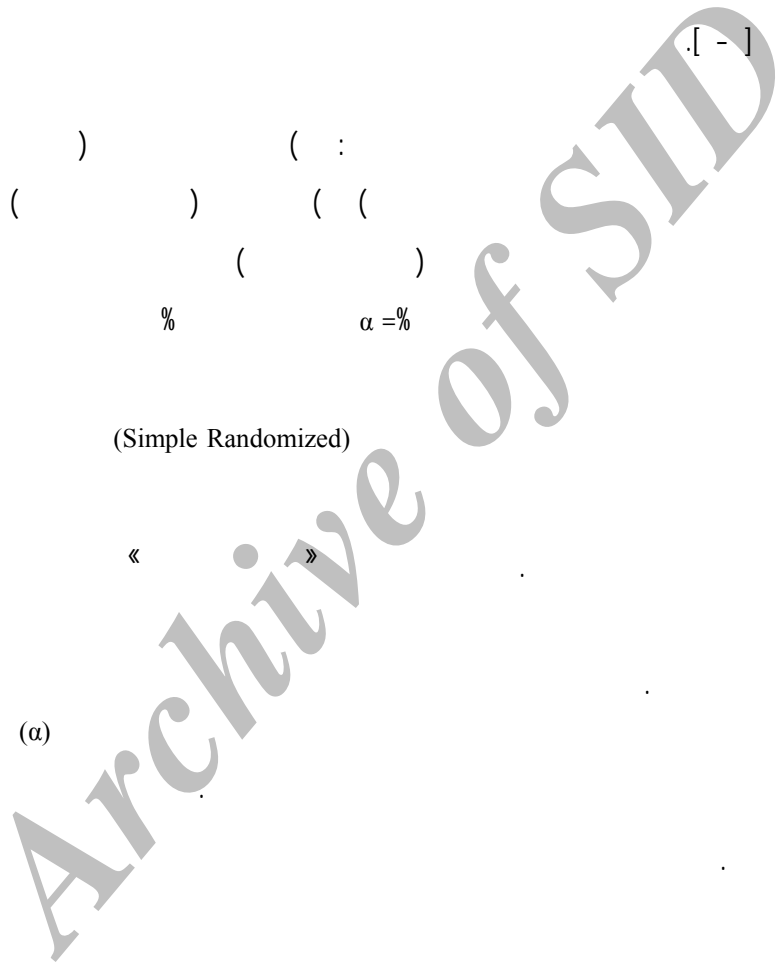 .[ - ]
) ( :
( ) ( (
( )
% α =%
(Simple Randomized)
« » .
.
(α)
.
.
Archive of SID